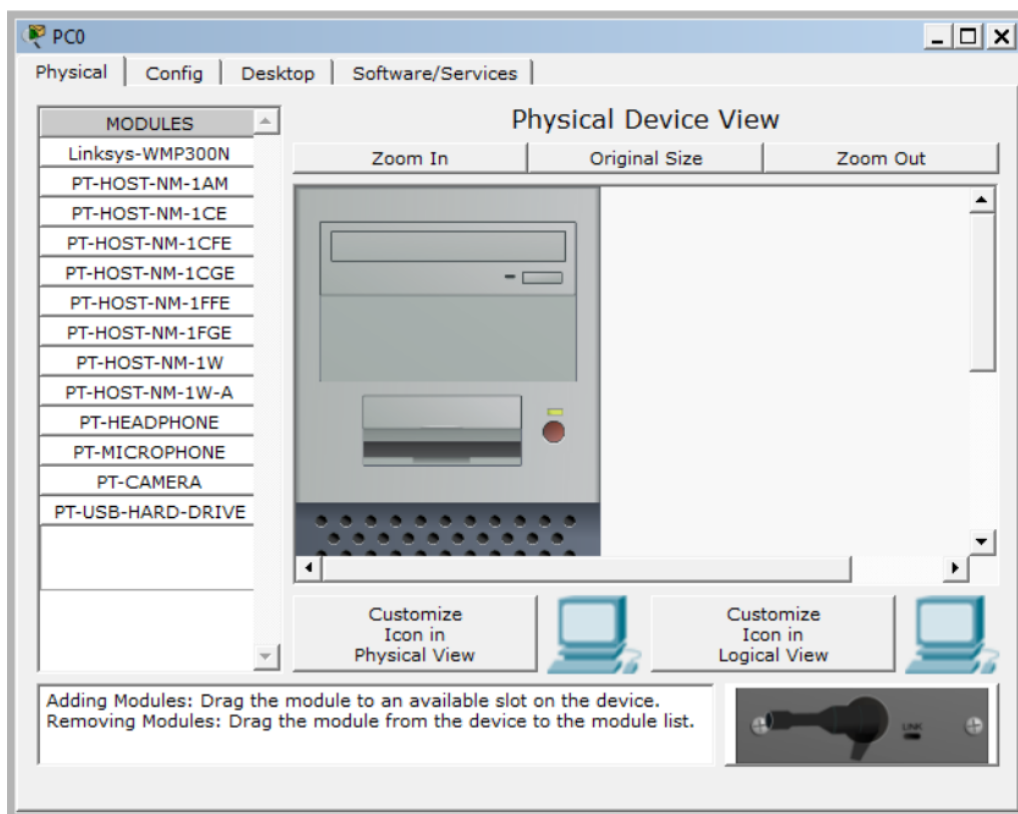 PC0
Physical Config Desktop Software/Services
MODULES
Linksys-WMP300N
PT-HOST-NM-1AM
PT-HOST-NM-1CE
PT-HOST-NM-1CFE
PT-HOST-NM-1CGE
PT-HOST-NM-1FFE
PT-HOST-NM-1FGE
PT-HOST-NM-1W
PT-HOST-NM-1W-A
PT-HEADPHONE
PT-MICROPHONE
PT-CAMERA
PT-USB-HARD-DRIVE
Physical Device View
Zoom In Original Size Zoom Out
Customize
Icon in
Physical View
Customize
Icon in
Logical View
Adding Modules: Drag the module to an available slot on the device.
Removing Modules: Drag the module from the device to the module list.
LINK